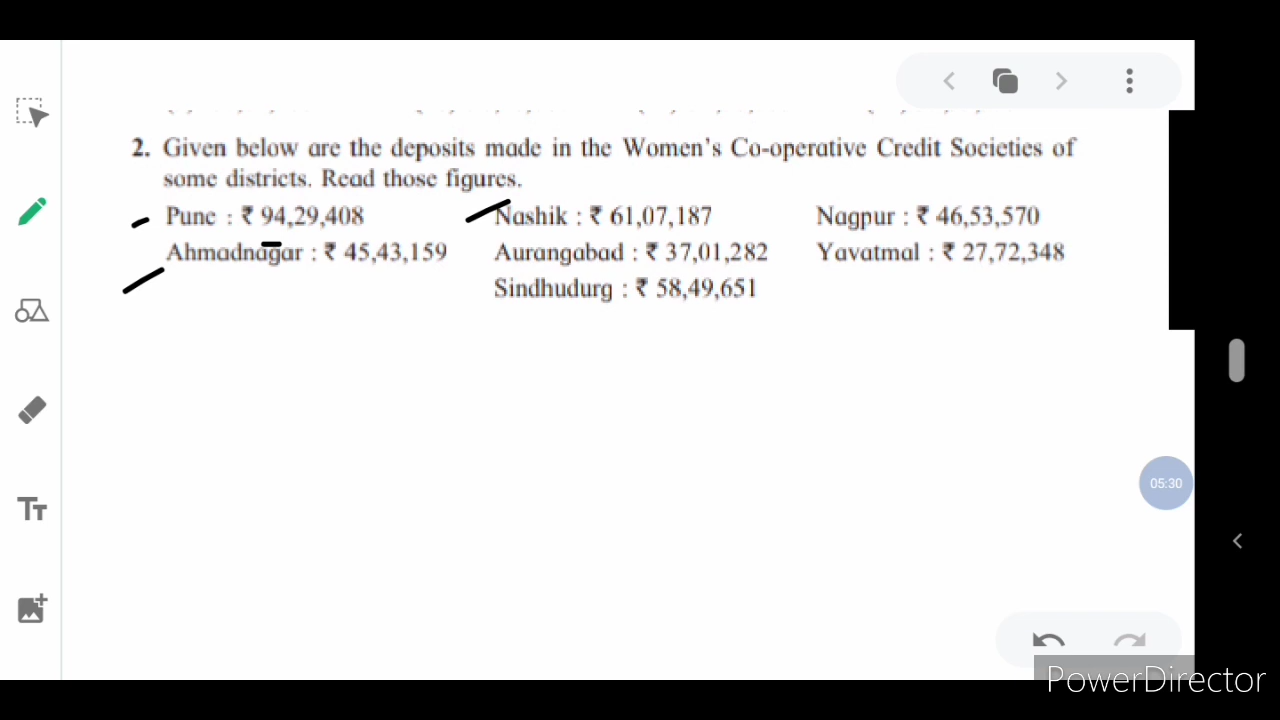 2. Given below are the deposits made in the Women's Co-operative Credit Societies of
some districts. Read those figures.
Pune : ₹ 94,29,408 Nashik : ₹ 61,07,187 Nagpur : ₹ 46,53,570
Ahmadnagar : ₹ 45,43,159 Aurangabad : ₹ 37,01,282 Yavatmal : ₹ 27,72,348
Sindhudurg : ₹ 58,49,651
05:30
TT
PowerDirector